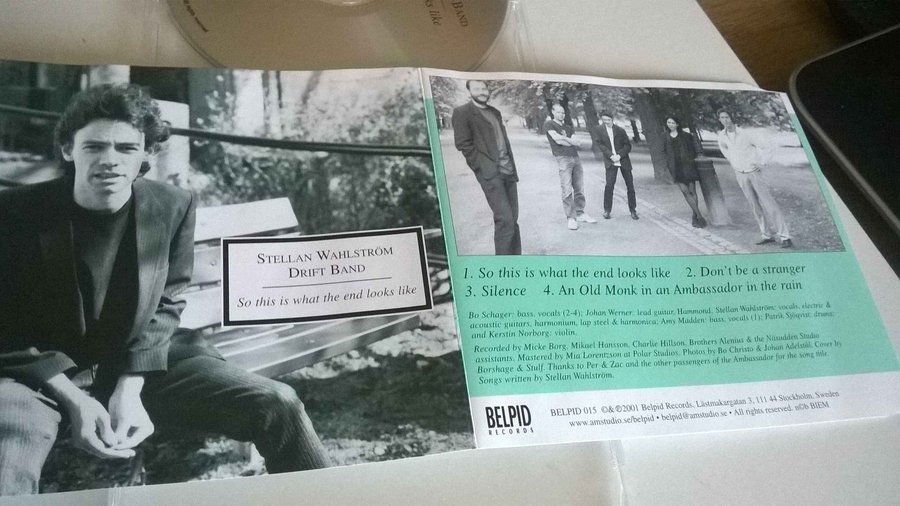 BAND
looks like
STELLAN WAHLSTRÖM
DRIFT BAND
So this is what the end looks like
1. So this is what the end looks like 2. Don't be a stranger
3. Silence 4. An Old Monk in an Ambassador in the rain
Bo Schager: bass, vocals (2-4); Johan Werner: lead guitar, Hammond. Stellan Wahlström: vocals, electric &
acoustic guitars, harmonium, lap steel & harmonica; Amy Madden: bass, vocals (1); Patrik Sjöqvist: drums;
and Kerstin Norborg: violin.
Recorded by Micke Borg, Mikael Hansson, Charlie Hillson, Brothers Alenius & the Näsudden Studio
assistants. Mastered by Mia Lorentzson at Polar Studios. Photos by Bo Christo & Johan Adelstål. Cover by
Borshage & Stulf. Thanks to Per & Zac and the other passengers of the Ambassador for the song title.
Songs written by Stellan Wahlström.
BELPID
RECORDS
BELPID 015 ©&℗2001 Belpid Records, Lästmakargatan 3, 111 44 Stockholm, Sweden
www.amstudio.se/belpid • belpid@amstudio.se • All rights reserved. n©b BIEM